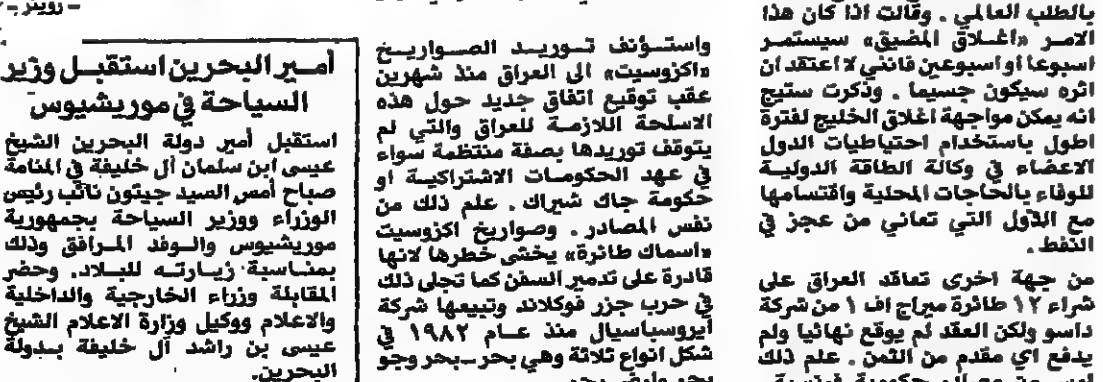 بالطلب العالمي . وقالت اذا كان هذا
الامر «اغلاق المضيق» سيستمر
اسبوعا او اسبوعين فانني لا اعتقد ان
اثره سيكون جسيما . وذكرت ستيج
انه يمكن مواجهة اغلاق الخليج لفترة
اطول باستخدام احتياطيات الدول
الاعضاء في وكالة الطاقة الدولية
للوفاء بالحاجات المحلية واقتسامها
مع الدول التي تعاني من عجز في
النفط .
من جهة اخرى تعاقد العراق على
شراء ١٢ طائرة ميراج اف ١ من شركة
داسو ولكن العقد لم يوقع نهائيا ولم
يدفع اي مقدم من الثمن . علم ذلك
واستؤنف توريد الصواريخ
«اكزوسيت» الى العراق منذ شهرين
عقب توقيع اتفاق جديد حول هذه
الاسلحة اللازمة للعراق والتي لم
يتوقف توريدها بصفة منتظمة سواء
في عهد الحكومات الاشتراكية او
حكومة جاك شيراك . علم ذلك من
نفس المصادر . وصواريخ اكزوسيت
«اسماك طائرة» يخشى خطرها لانها
قادرة على تدمير السفن كما تجلى ذلك
في حرب جزر فوكلاند وتبيعها شركة
أيروسباسيال منذ عام ١٩٨٢ في
شكل انواع ثلاثة وهي بحر ـ بحر وجو
– رويتر –
أمير البحرين استقبل وزير
السياحة في موريشيوس
استقبل أمير دولة البحرين الشيخ
عيسى ابن سلمان آل خليفة في المنامة
صباح أمس السيد جيتون نائب رئيس
الوزراء ووزير السياحة بجمهورية
موريشيوس والوفد المرافق وذلك
بمناسبة زيارته للبلاد. وحضر
المقابلة وزراء الخارجية والداخلية
والاعلام ووكيل وزارة الاعلام الشيخ
عيسى بن راشد آل خليفة بدولة
البحرين.